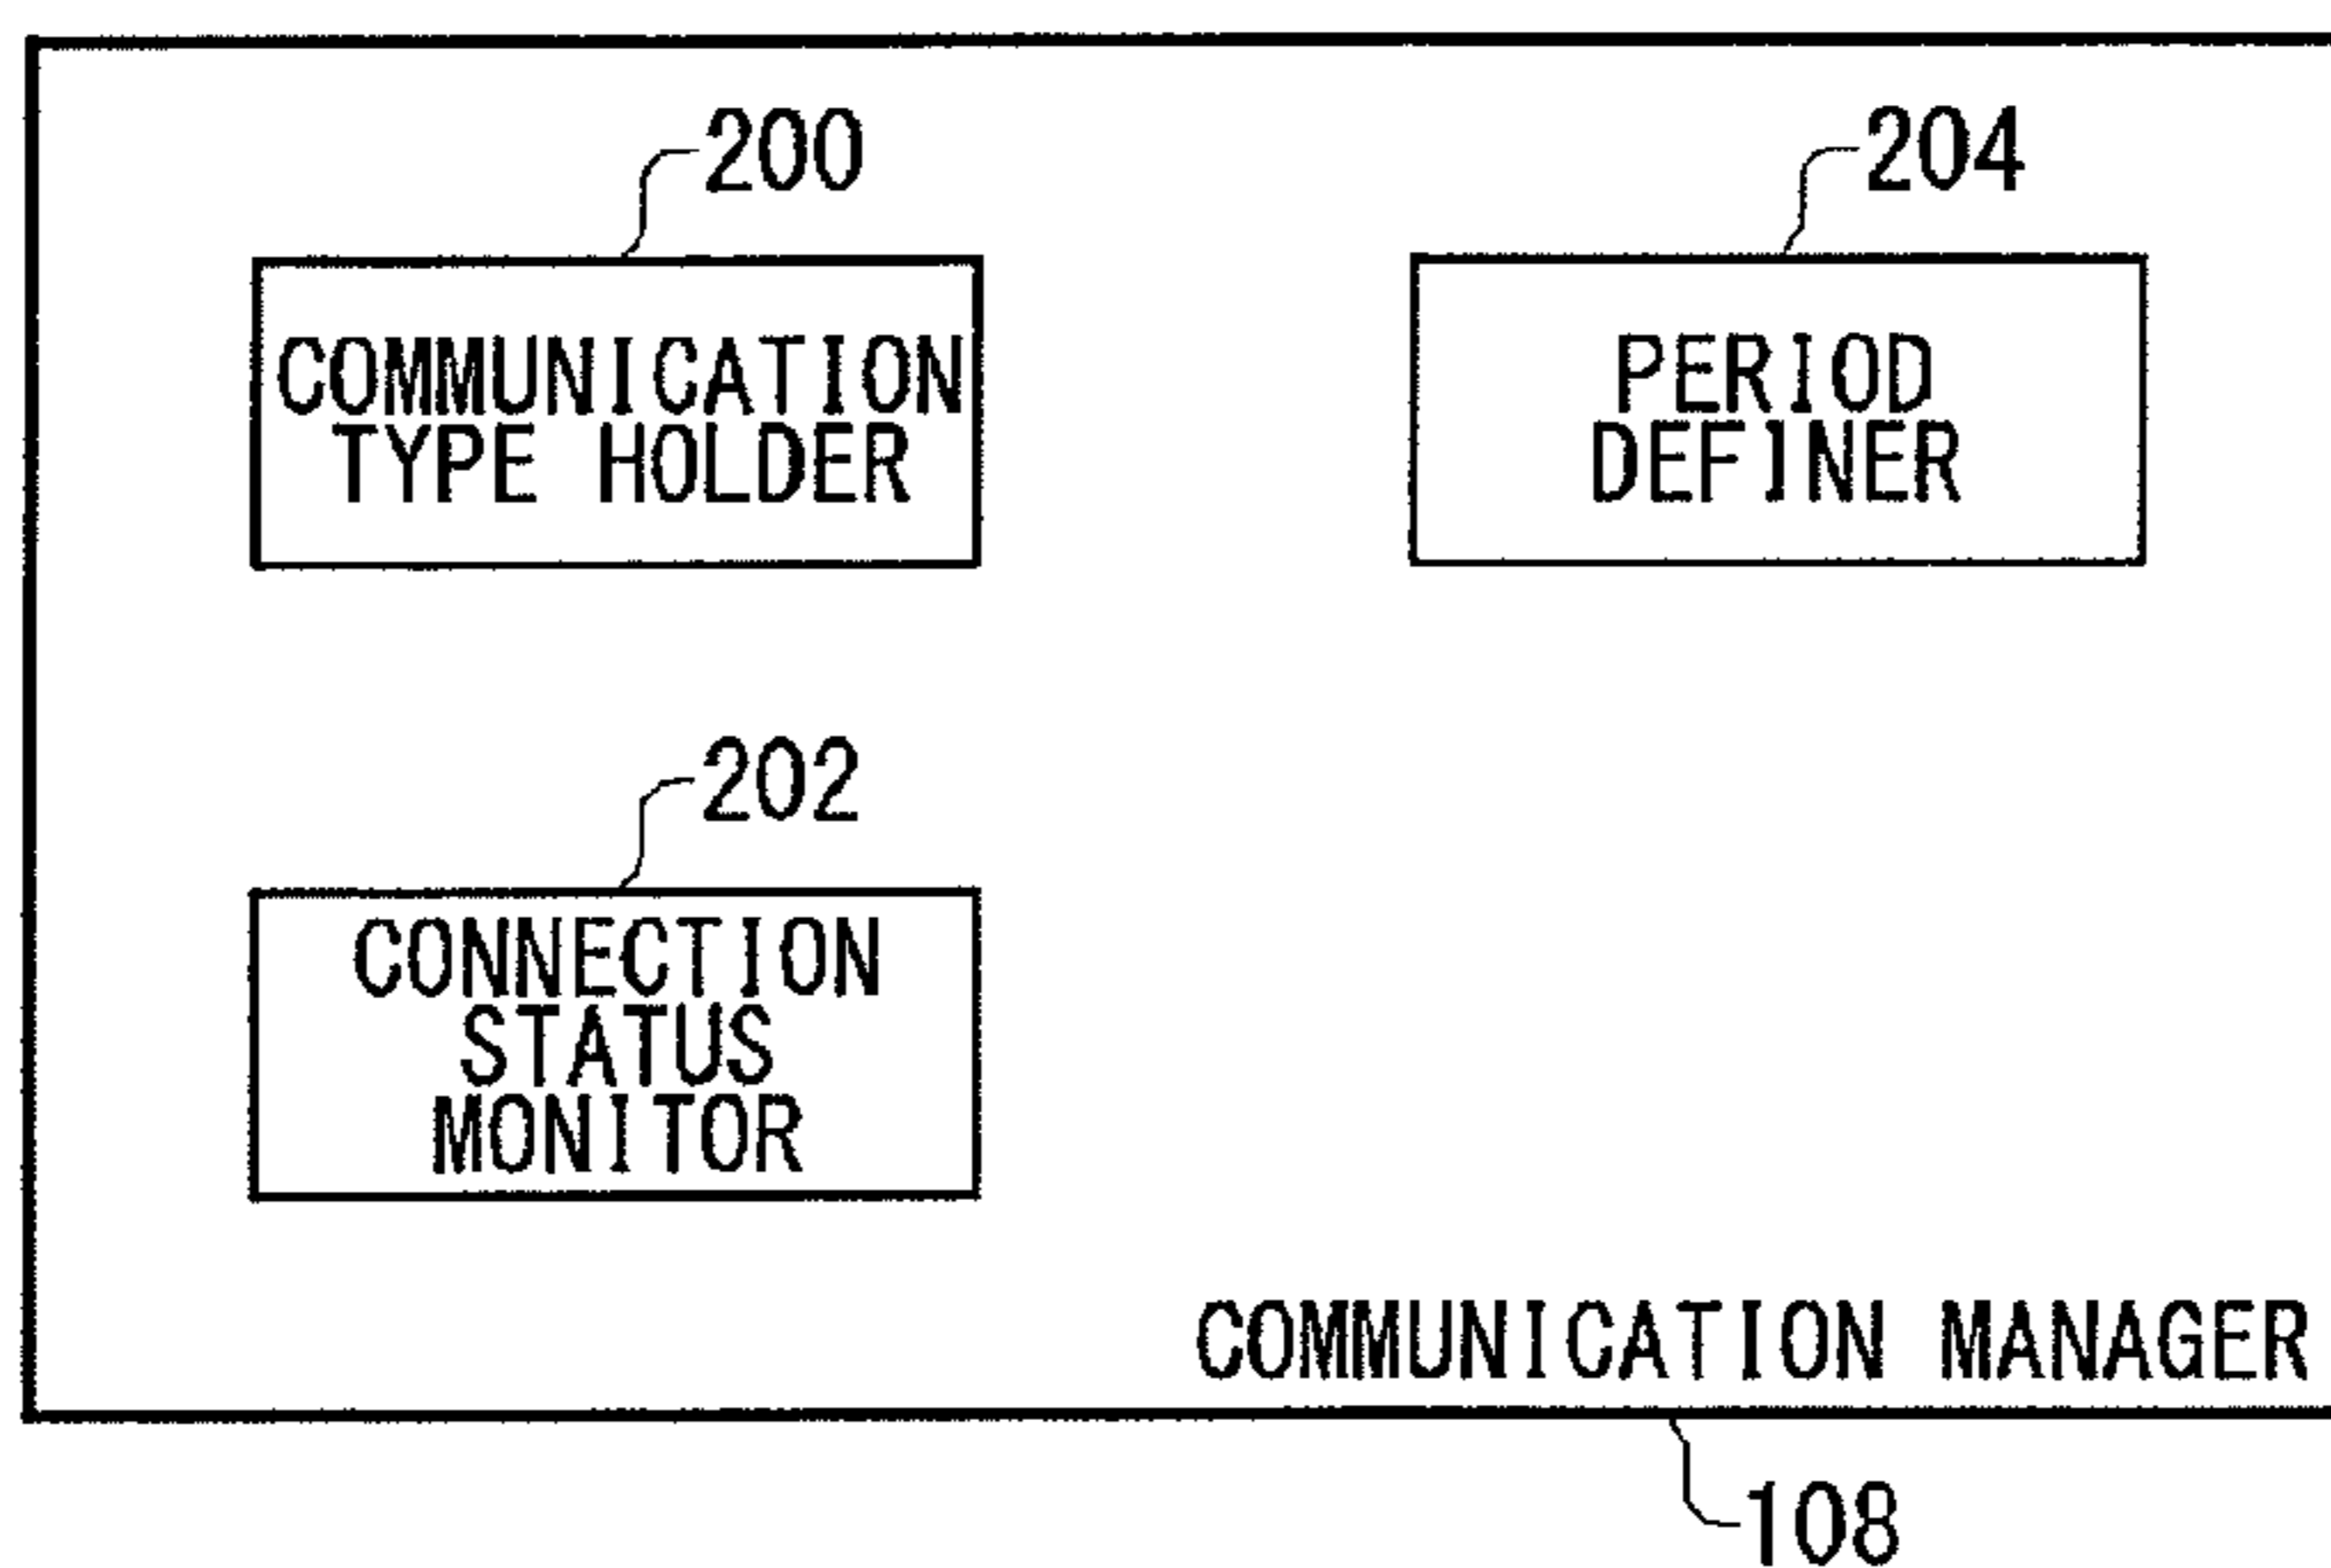 200
COMMUNICATION
TYPE HOLDER
204
PERIOD
DEFINER
202
CONNECTION
STATUS
MONITOR
COMMUNICATION MANAGER
108